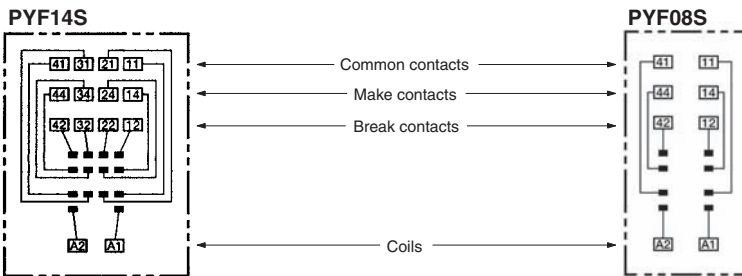 PYF14S PYF08S
41 31 21 11 Common contacts 41 11
44 34 24 14 Make contacts 44 14
42 32 22 12 Break contacts 42 12
A2 A1 Coils A2 A1